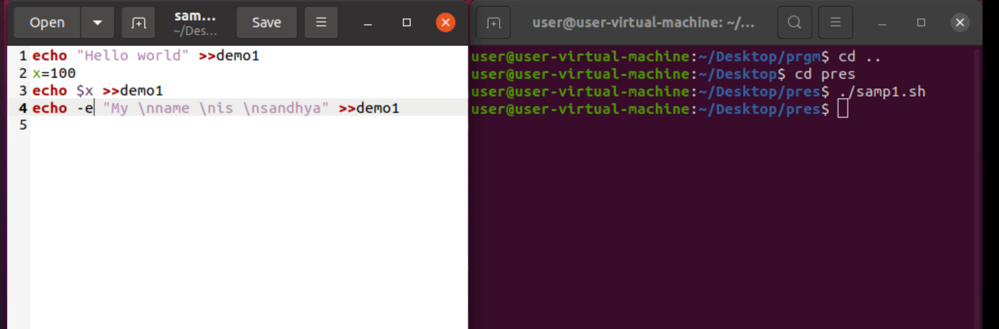 Open
sam...
~/Des...
Save
user@user-virtual-machine: ~/...
1 echo "Hello world" >>demo1
2 x=100
3 echo $x >>demo1
4 echo -e "My \nname \nis \nsandhya" >>demo1
5
user@user-virtual-machine:~/Desktop/prgm$ cd ..
user@user-virtual-machine:~/Desktop$ cd pres
user@user-virtual-machine:~/Desktop/pres$ ./samp1.sh
user@user-virtual-machine:~/Desktop/pres$